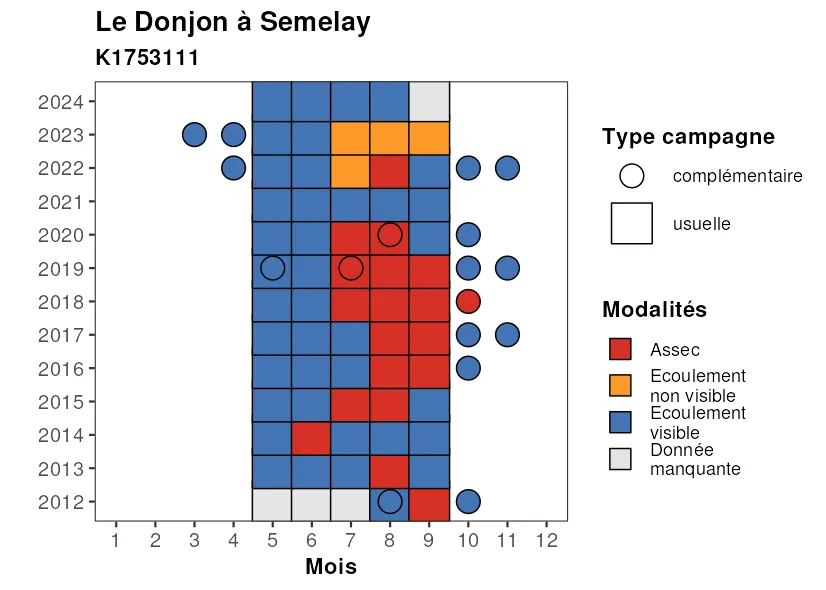 Le Donjon à Semelay
K1753111
2024
2023
2022
2021
2020
2019
2018
2017
2016
2015
2014
2013
2012
1 2 3 4 5 6 7 8 9 10 11 12
Mois
Type campagne
complémentaire
usuelle
Modalités
Assec
Ecoulement
non visible
Ecoulement
visible
Donnée
manquante